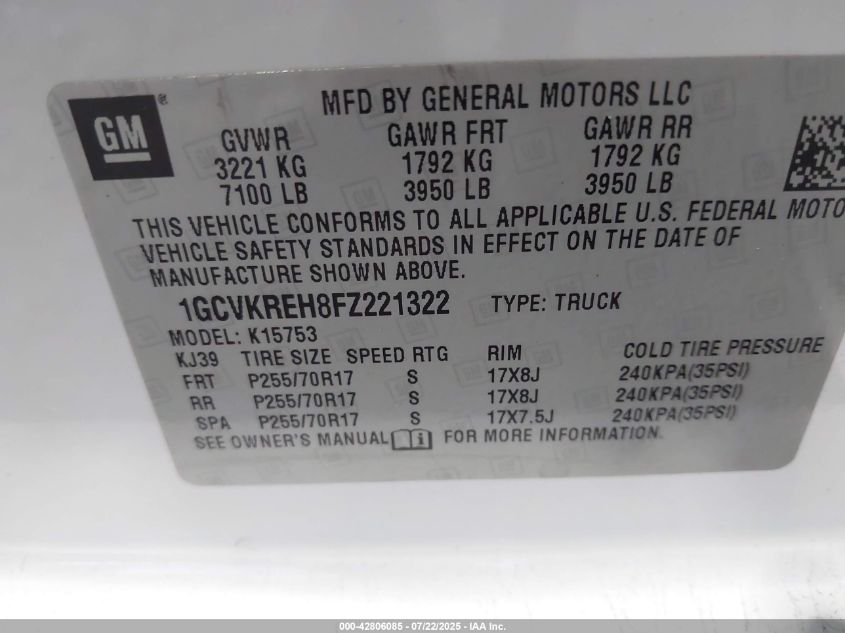 GM ®
MFD BY GENERAL MOTORS LLC
GVWR GAWR FRT GAWR RR
3221 KG 1792 KG 1792 KG
7100 LB 3950 LB 3950 LB
THIS VEHICLE CONFORMS TO ALL APPLICABLE U.S. FEDERAL MOTO
VEHICLE SAFETY STANDARDS IN EFFECT ON THE DATE OF
MANUFACTURE SHOWN ABOVE.
1GCVKREH8FZ221322 TYPE: TRUCK
MODEL: K15753
KJ39 TIRE SIZE SPEED RTG RIM COLD TIRE PRESSURE
FRT P255/70R17 S 17X8J 240KPA(35PSI)
RR P255/70R17 S 17X8J 240KPA(35PSI)
SPA P255/70R17 S 17X7.5J 240KPA(35PSI)
SEE OWNER'S MANUAL FOR MORE INFORMATION.
000-42806085 - 07/22/2025 - IAA Inc.